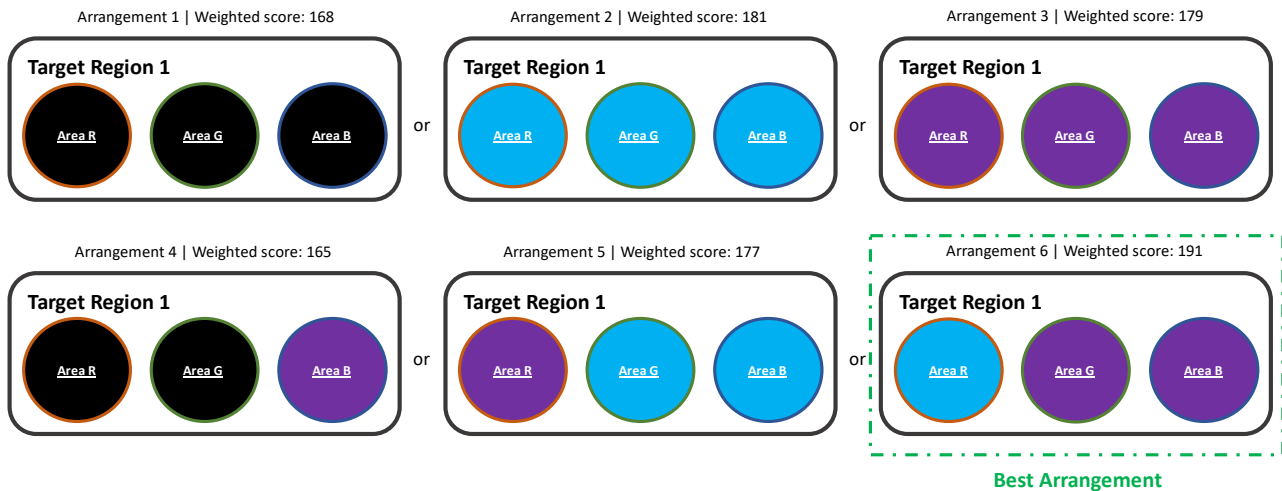 Arrangement 1 | Weighted score: 168
Arrangement 2 | Weighted score: 181
Arrangement 3 | Weighted score: 179
Target Region 1
Area R
Area G
Area B
or
Target Region 1
Area R
Area G
Area B
or
Target Region 1
Area R
Area G
Area B
Arrangement 4 | Weighted score: 165
Arrangement 5 | Weighted score: 177
Arrangement 6 | Weighted score: 191
Target Region 1
Area R
Area G
Area B
or
Target Region 1
Area R
Area G
Area B
or
Target Region 1
Area R
Area G
Area B
Best Arrangement